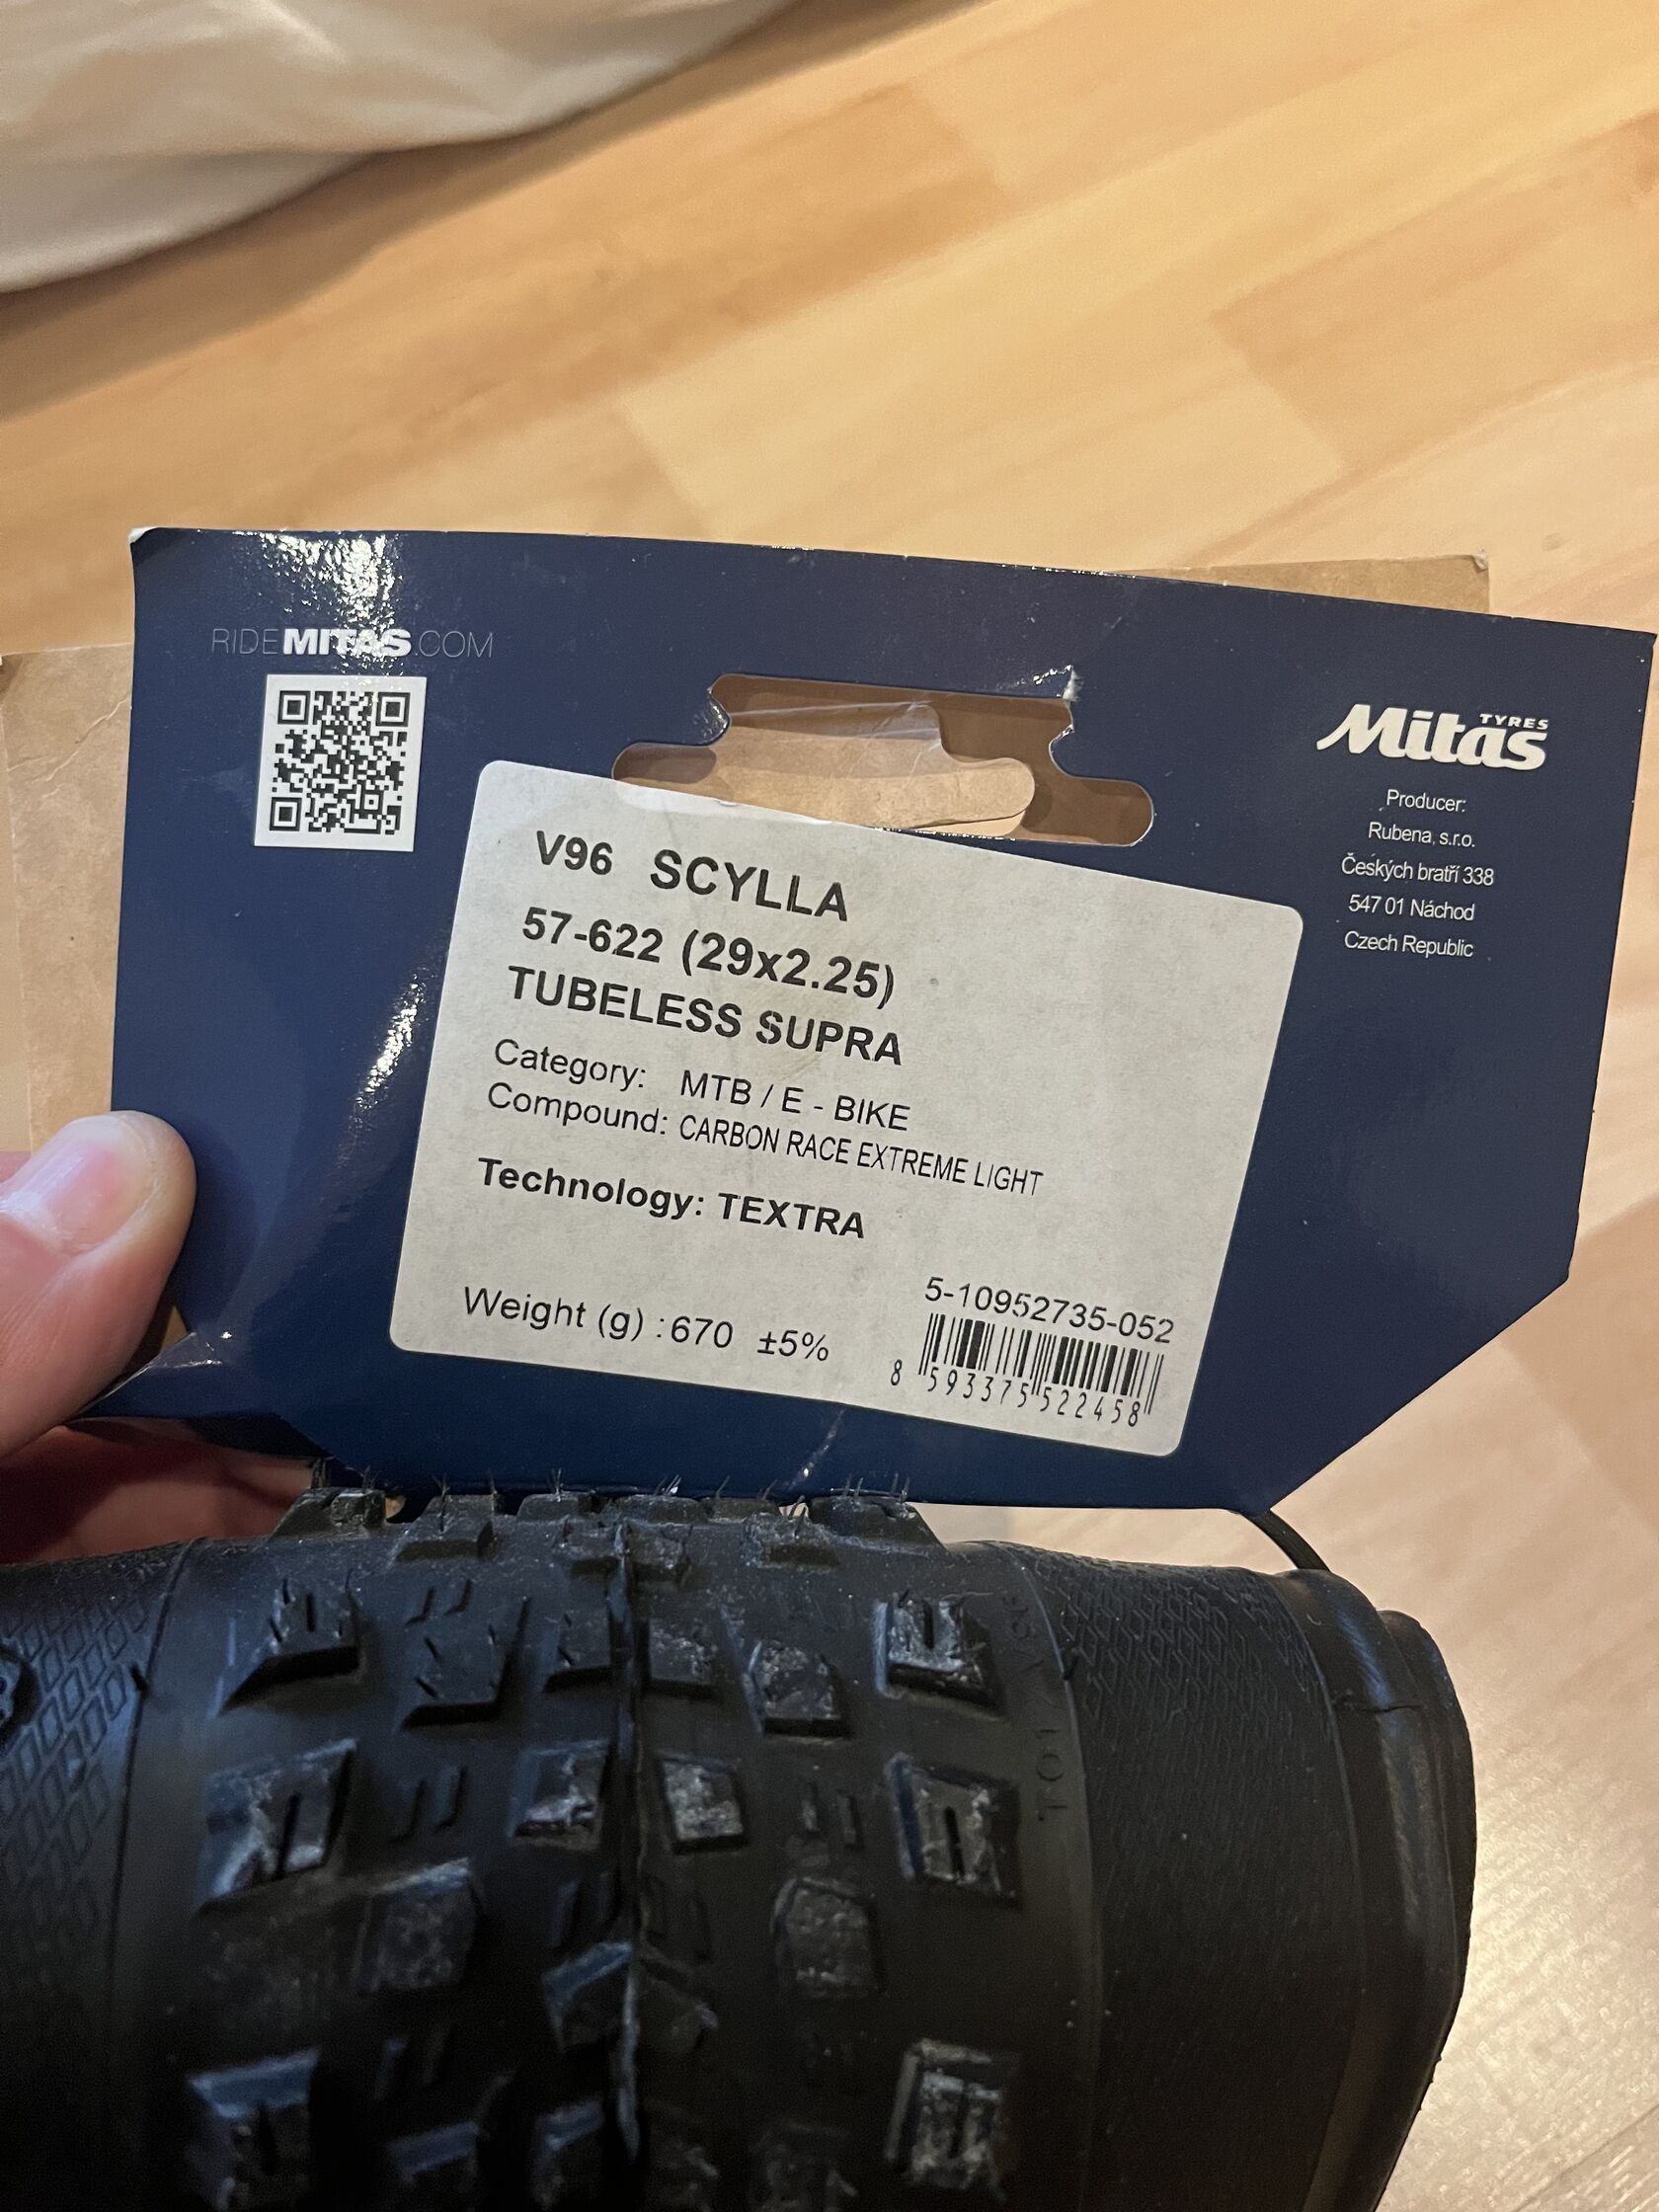 RIDEMITAS.COM
Mitas TYRES
Producer:
Rubena, s.r.o.
Českých bratří 338
547 01 Náchod
Czech Republic
V96 SCYLLA
57-622 (29x2.25)
TUBELESS SUPRA
Category: MTB / E - BIKE
Compound: CARBON RACE EXTREME LIGHT
Technology: TEXTRA
Weight (g) : 670 ±5%
5-10952735-052
8 593375 522458